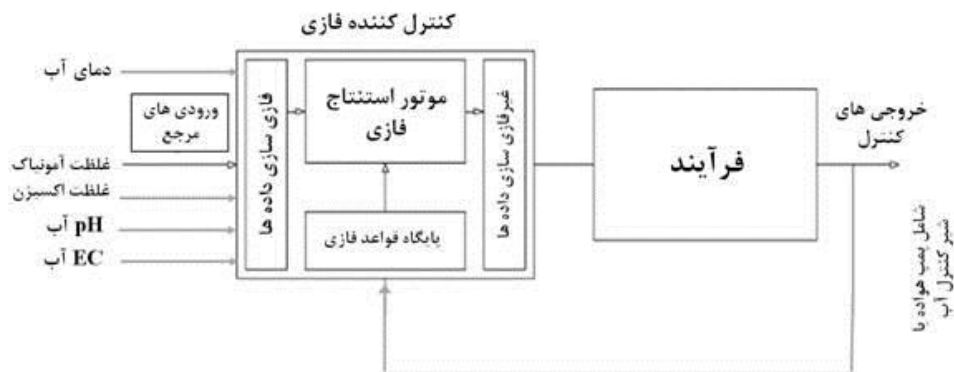 کنترل کننده فازی
دمای آب
ورودی های
مرجع
غلظت آمونیاک
غلظت اکسیژن
pH آب
EC آب
فازی سازی داده ها
موتور استنتاج
فازی
پایگاه قواعد فازی
غیرفازی سازی داده ها
فرآیند
خروجی های
کنترل
شامل پمپ هواده یا
شیر کنترل آب